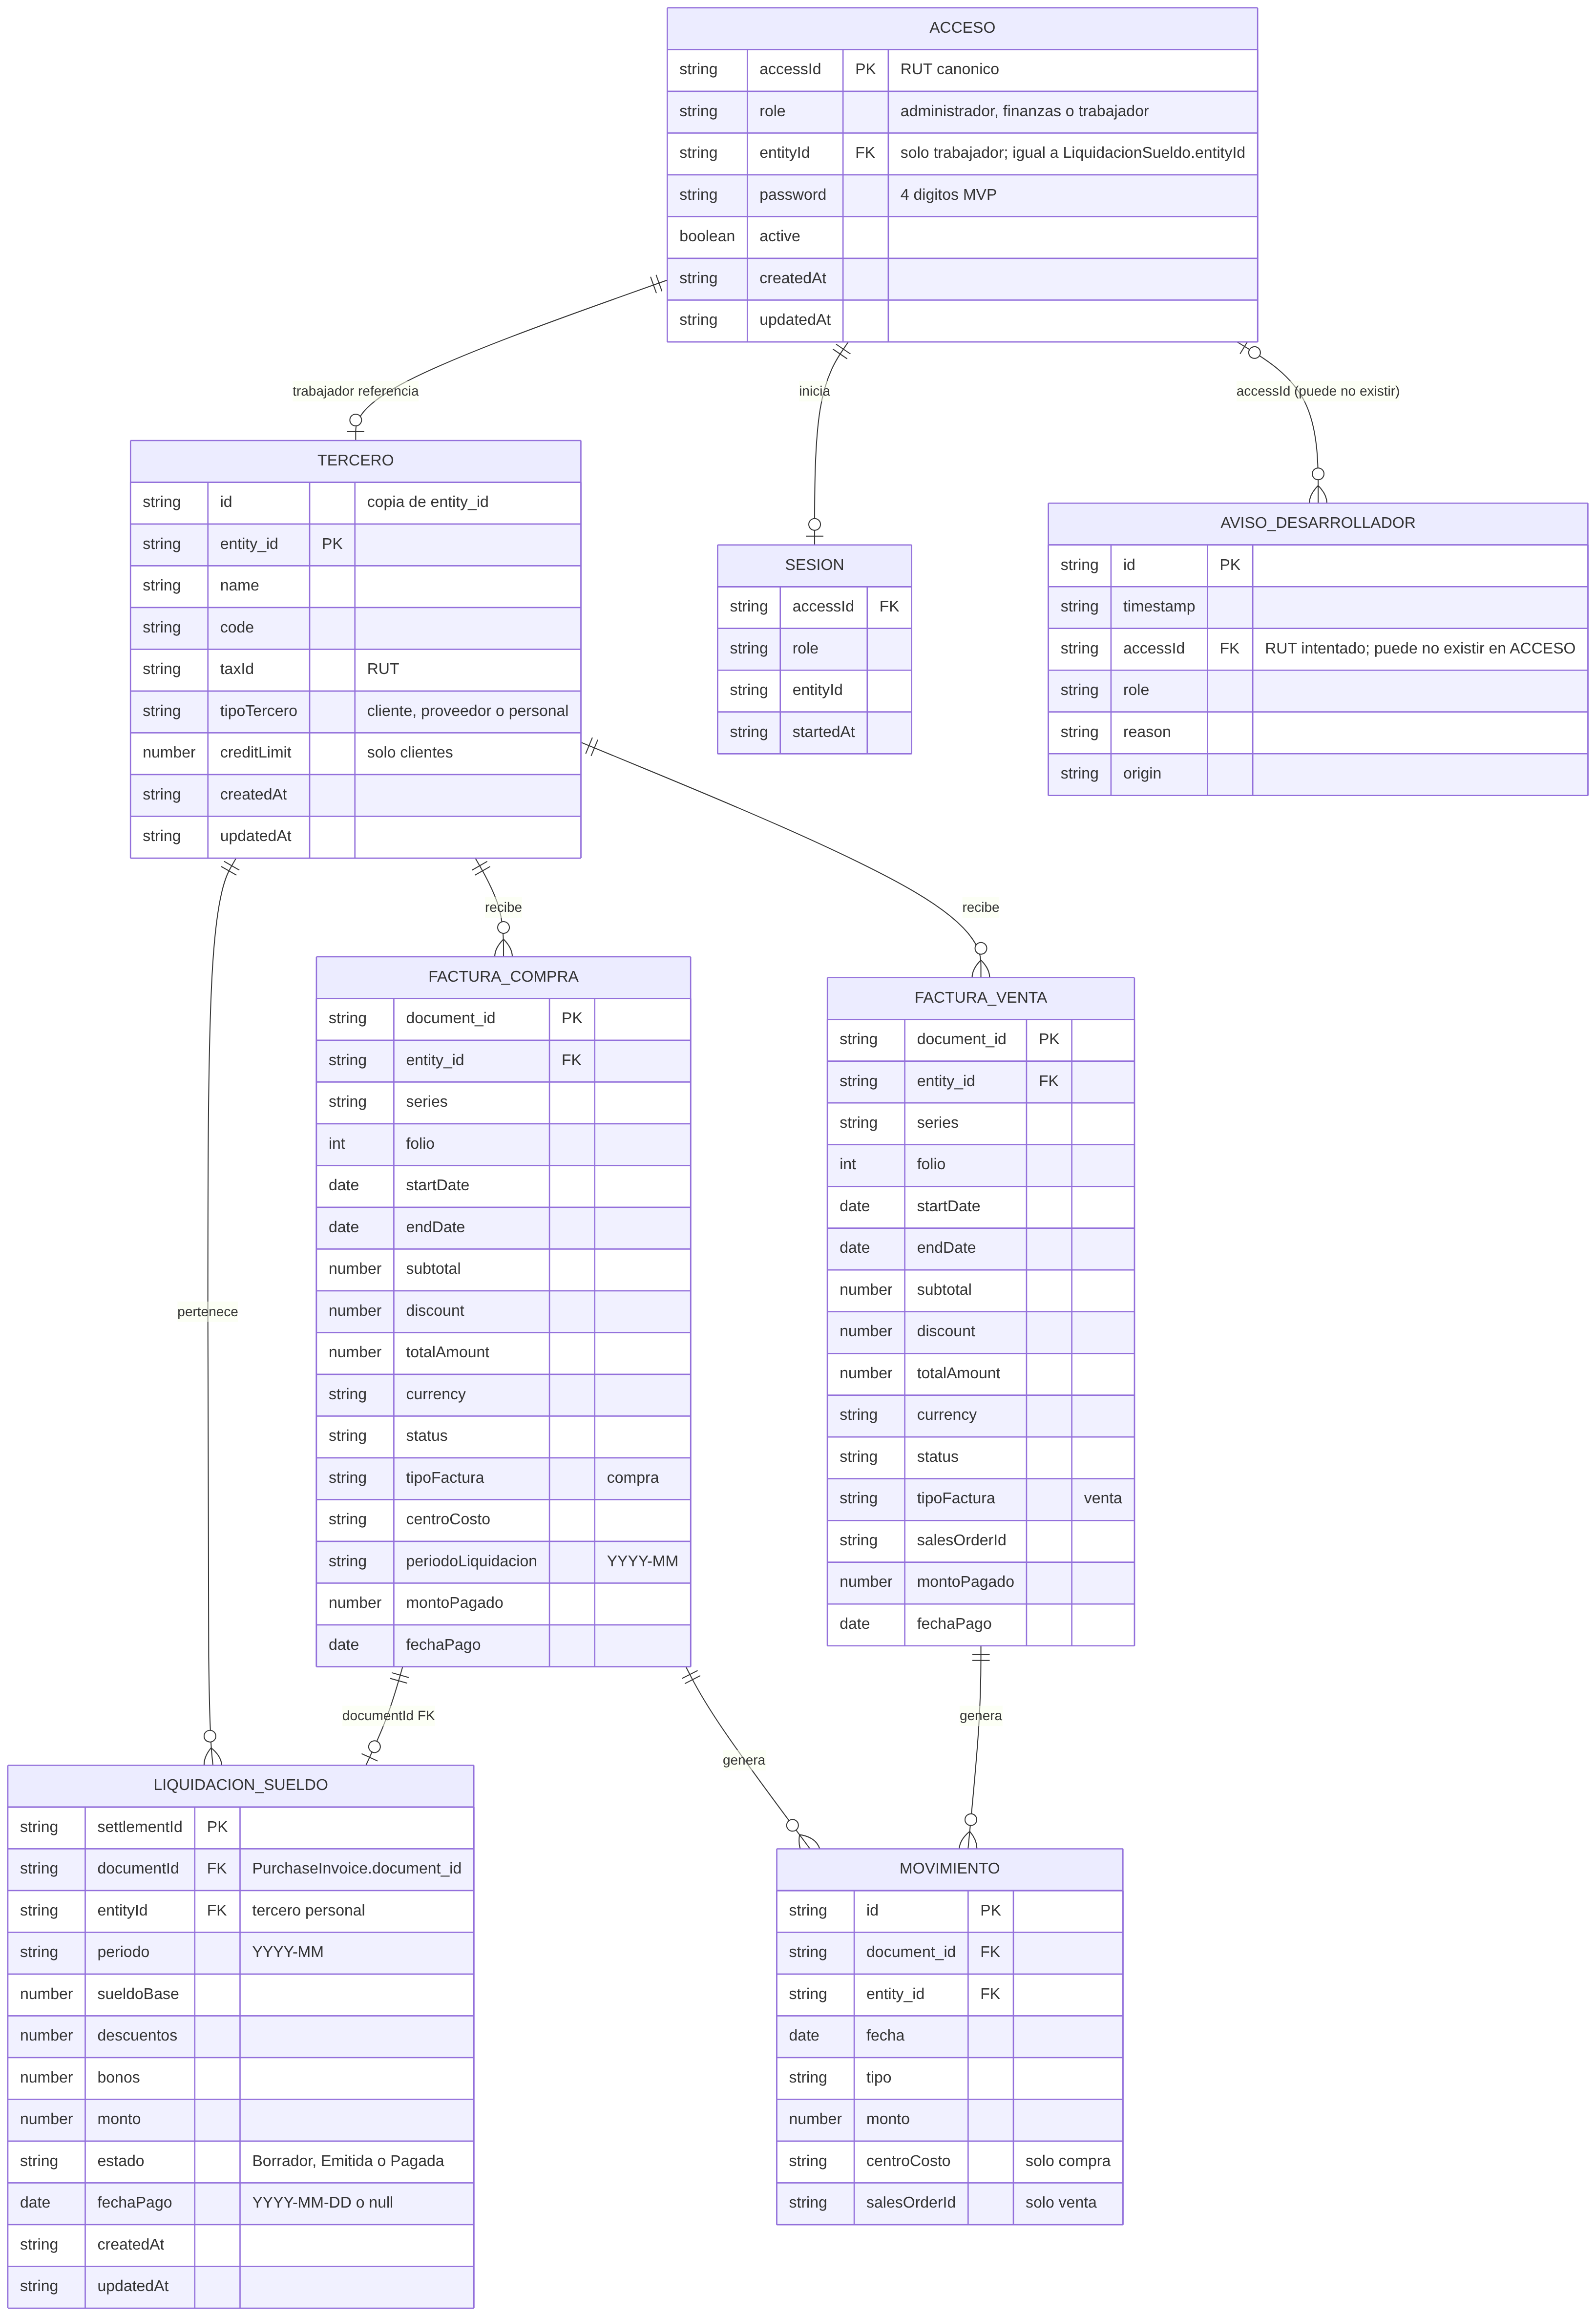 ACCESO
string accessId PK RUT canonico
string role administrador, finanzas o trabajador
string entityId FK solo trabajador; igual a LiquidacionSueldo.entityId
string password 4 digitos MVP
boolean active
string createdAt
string updatedAt
trabajador referencia
inicia
accessId (puede no existir)
TERCERO
string id copia de entity_id
string entity_id PK
string name
string code
string taxId RUT
string tipoTercero cliente, proveedor o personal
number creditLimit solo clientes
string createdAt
string updatedAt
SESION
string accessId FK
string role
string entityId
string startedAt
AVISO_DESARROLLADOR
string id PK
string timestamp
string accessId FK RUT intentado; puede no existir en ACCESO
string role
string reason
string origin
recibe
recibe
pertenece
FACTURA_COMPRA
string document_id PK
string entity_id FK
string series
int folio
date startDate
date endDate
number subtotal
number discount
number totalAmount
string currency
string status
string tipoFactura compra
string centroCosto
string periodoLiquidacion YYYY-MM
number montoPagado
date fechaPago
FACTURA_VENTA
string document_id PK
string entity_id FK
string series
int folio
date startDate
date endDate
number subtotal
number discount
number totalAmount
string currency
string status
string tipoFactura venta
string salesOrderId
number montoPagado
date fechaPago
documentId FK
genera
genera
LIQUIDACION_SUELDO
string settlementId PK
string documentId FK PurchaseInvoice.document_id
string entityId FK tercero personal
string periodo YYYY-MM
number sueldoBase
number descuentos
number bonos
number monto
string estado Borrador, Emitida o Pagada
date fechaPago YYYY-MM-DD o null
string createdAt
string updatedAt
MOVIMIENTO
string id PK
string document_id FK
string entity_id FK
date fecha
string tipo
number monto
string centroCosto solo compra
string salesOrderId solo venta